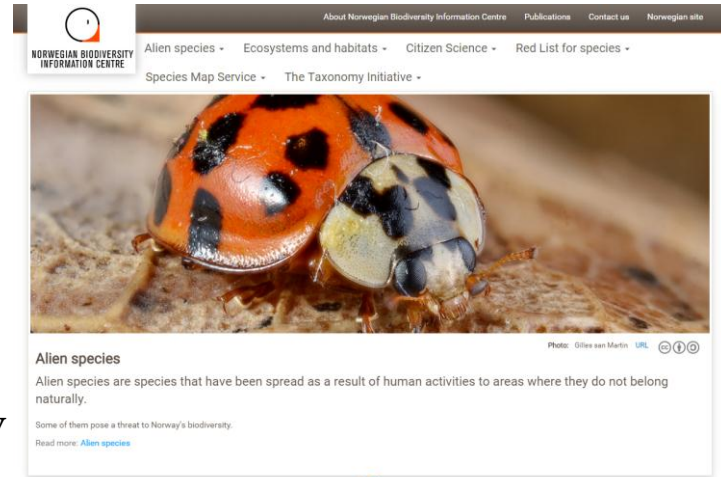 About Norwegian Biodiversity Information Centre Publications Contact us Norwegian site
NORWEGIAN BIODIVERSITY
INFORMATION CENTRE
Alien species Ecosystems and habitats Citizen Science Red List for species
Species Map Service The Taxonomy Initiative
Photo: Gilles san Martin URL
Alien species
Alien species are species that have been spread as a result of human activities to areas where they do not belong
naturally.
Some of them pose a threat to Norway's biodiversity.
Read more: Alien species
y